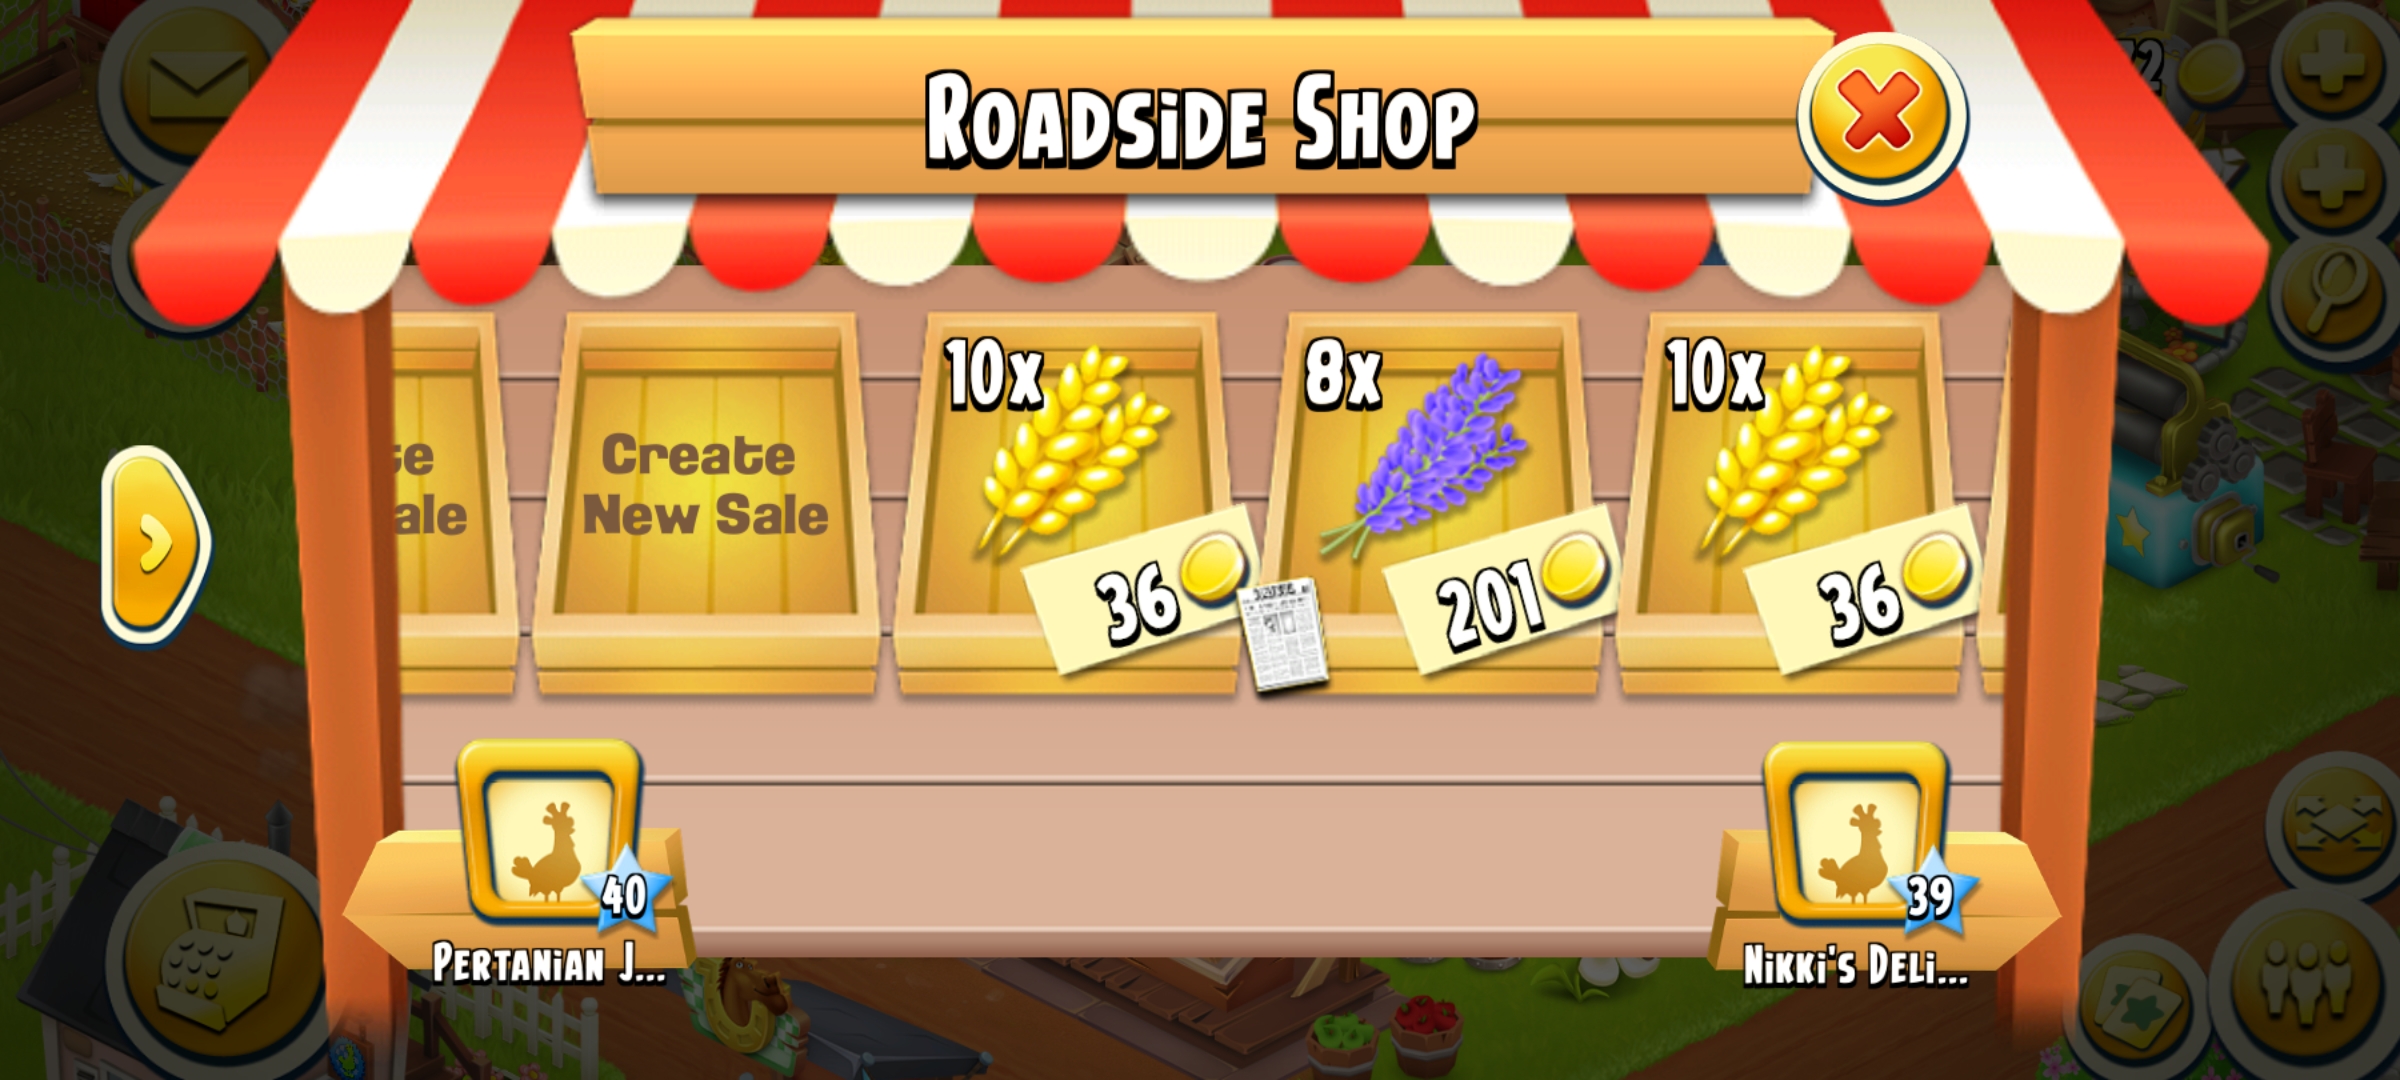 Roadside Shop
Create
New Sale
10x
36
8x
201
10x
36
40
Pertanian J...
39
Nikki's Deli...